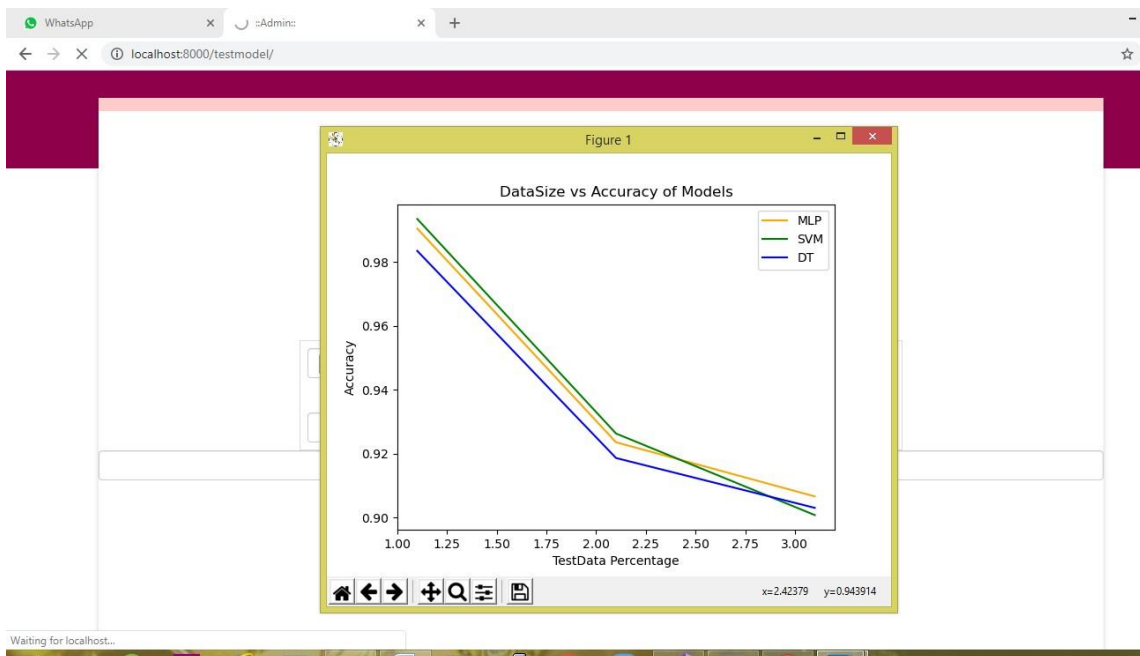 WhatsApp
::Admin::
localhost:8000/testmodel/
Figure 1
DataSize vs Accuracy of Models
MLP
SVM
DT
0.98
0.96
0.94
0.92
0.90
Accuracy
1.00 1.25 1.50 1.75 2.00 2.25 2.50 2.75 3.00
TestData Percentage
x=2.42379 y=0.943914
Waiting for localhost...